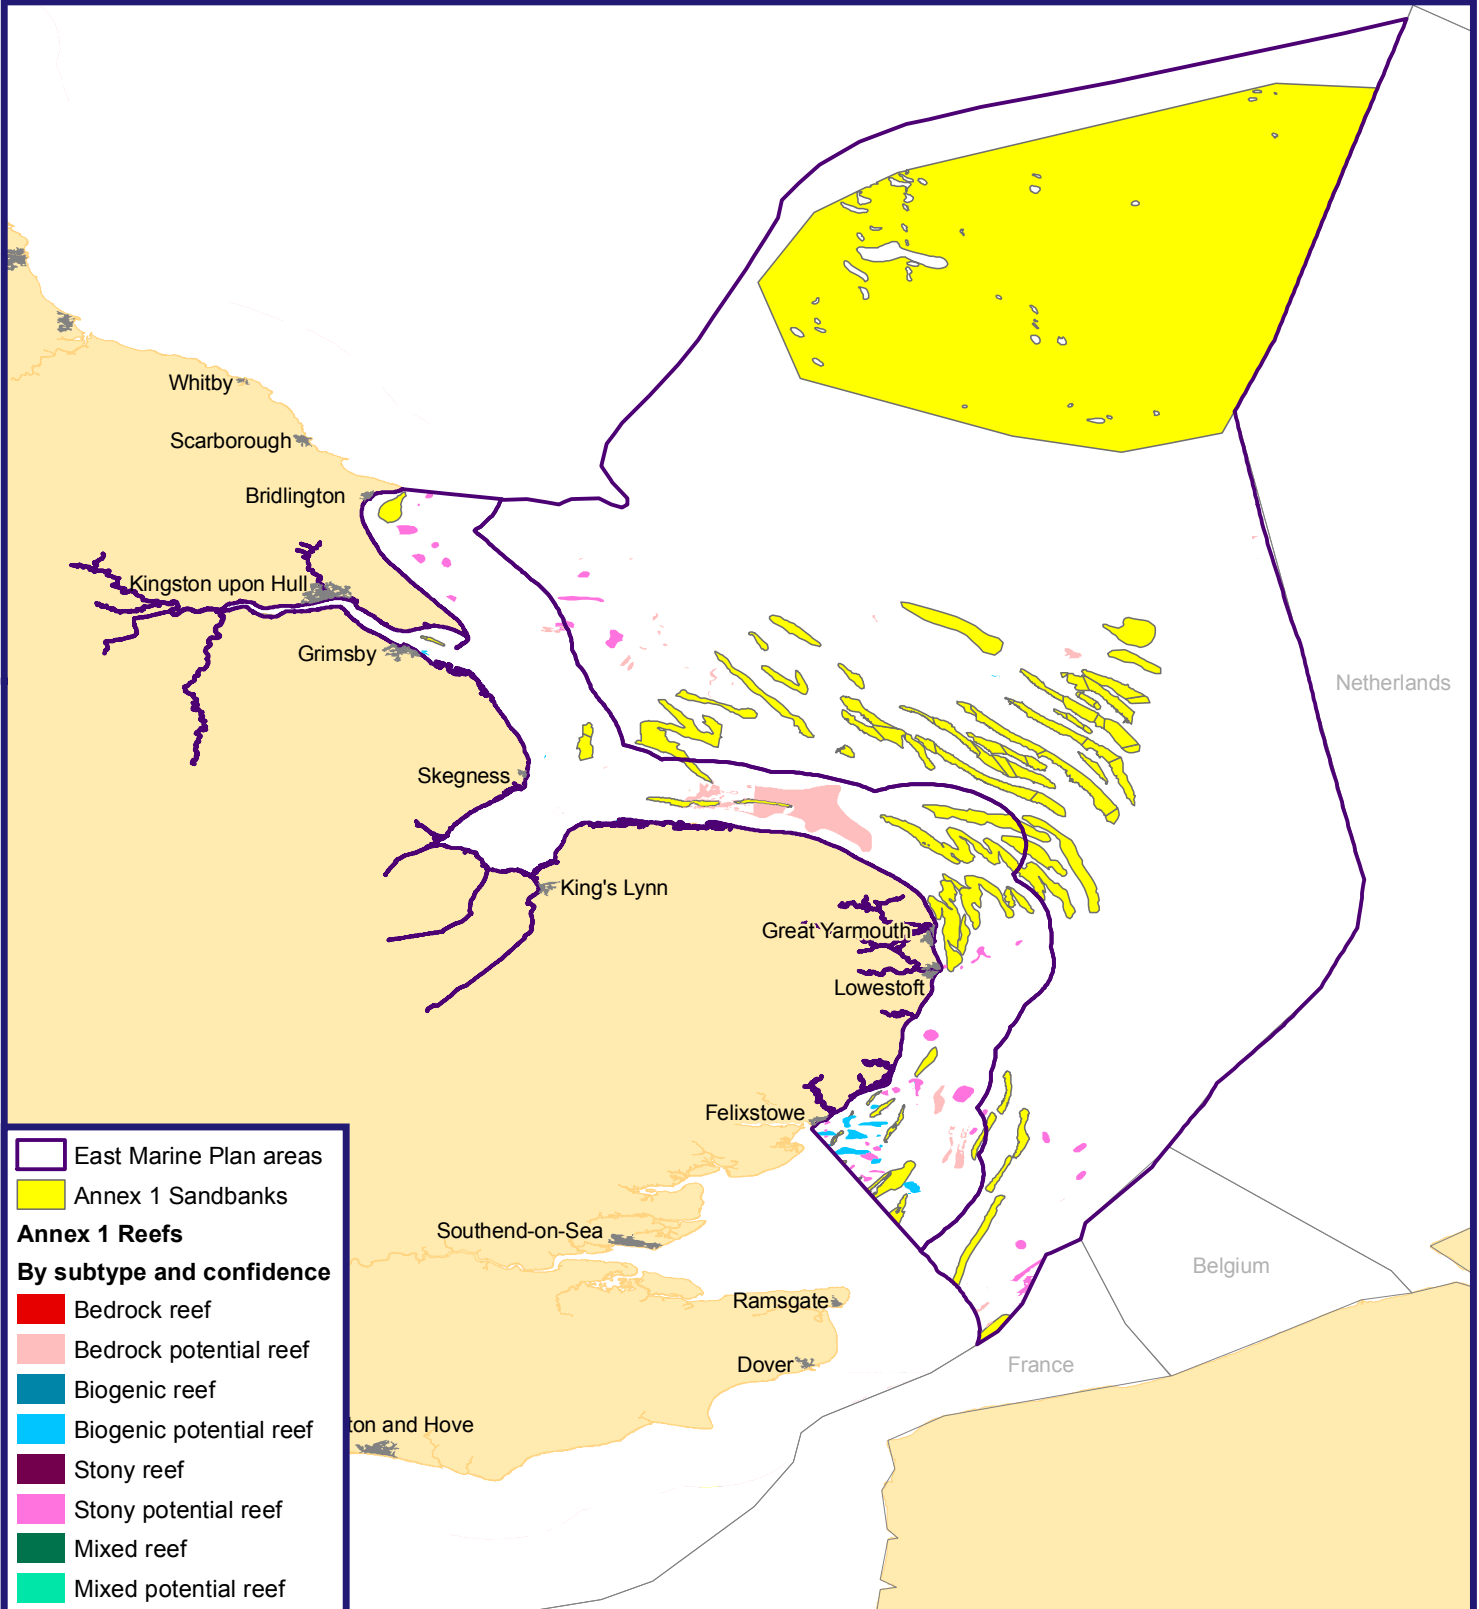 Whitby
Scarborough
Bridlington
Kingston upon Hull
Grimsby
Netherlands
Skegness
King's Lynn
Great Yarmouth
Lowestoft
Felixstowe
Southend-on-Sea
Belgium
Ramsgate
Dover
France
ton and Hove
East Marine Plan areas
Annex 1 Sandbanks
Annex 1 Reefs
By subtype and confidence
Bedrock reef
Bedrock potential reef
Biogenic reef
Biogenic potential reef
Stony reef
Stony potential reef
Mixed reef
Mixed potential reef